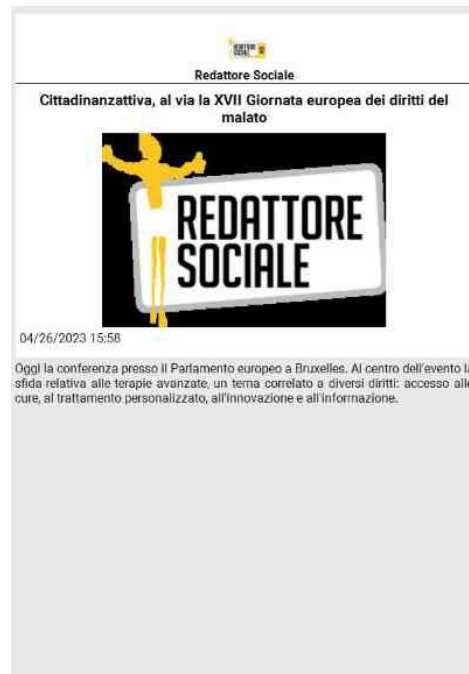 REDATTORE
SOCIALE
Redattore Sociale
Cittadinanzattiva, al via la XVII Giornata europea dei diritti del
malato
REDATTORE
SOCIALE
04/26/2023 15:58
Oggi la conferenza presso il Parlamento europeo a Bruxelles. Al centro dell'evento la
sfida relativa alle terapie avanzate, un tema correlato a diversi diritti: accesso alle
cure, al trattamento personalizzato, all'innovazione e all'informazione.